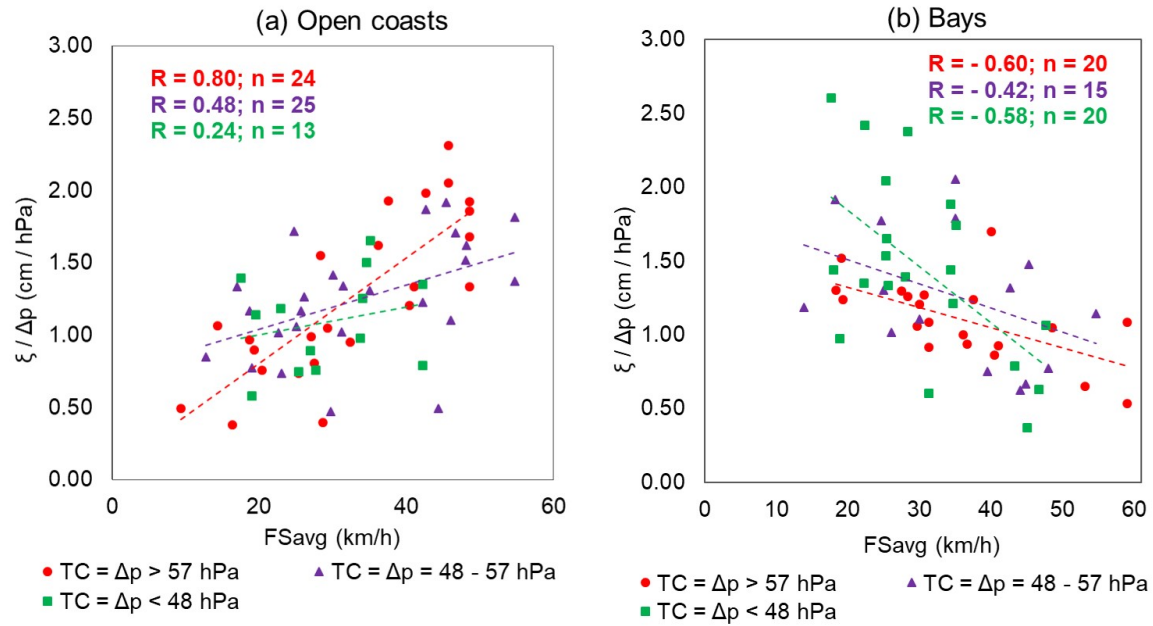 (a) Open coasts
3.00
2.50
2.00
1.50
1.00
0.50
0.00
ξ / Δp (cm / hPa)
R = 0.80; n = 24
R = 0.48; n = 25
R = 0.24; n = 13
0 20 40 60
FSavg (km/h)
TC = Δp > 57 hPa
TC = Δp = 48 - 57 hPa
TC = Δp < 48 hPa
(b) Bays
3.00
2.50
2.00
1.50
1.00
0.50
0.00
ξ / Δp (cm / hPa)
R = - 0.60; n = 20
R = - 0.42; n = 15
R = - 0.58; n = 20
0 10 20 30 40 50 60
FSavg (km/h)
TC = Δp > 57 hPa
TC = Δp = 48 - 57 hPa
TC = Δp < 48 hPa